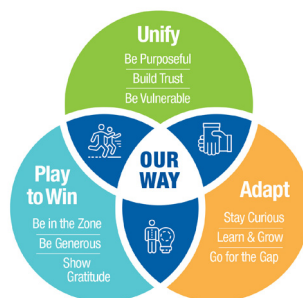 Unify
Be Purposeful
Build Trust
Be Vulnerable
OUR
WAY
Play
to Win
Be in the Zone
Be Generous
Show
Gratitude
Adapt
Stay Curious
Learn & Grow
Go for the Gap